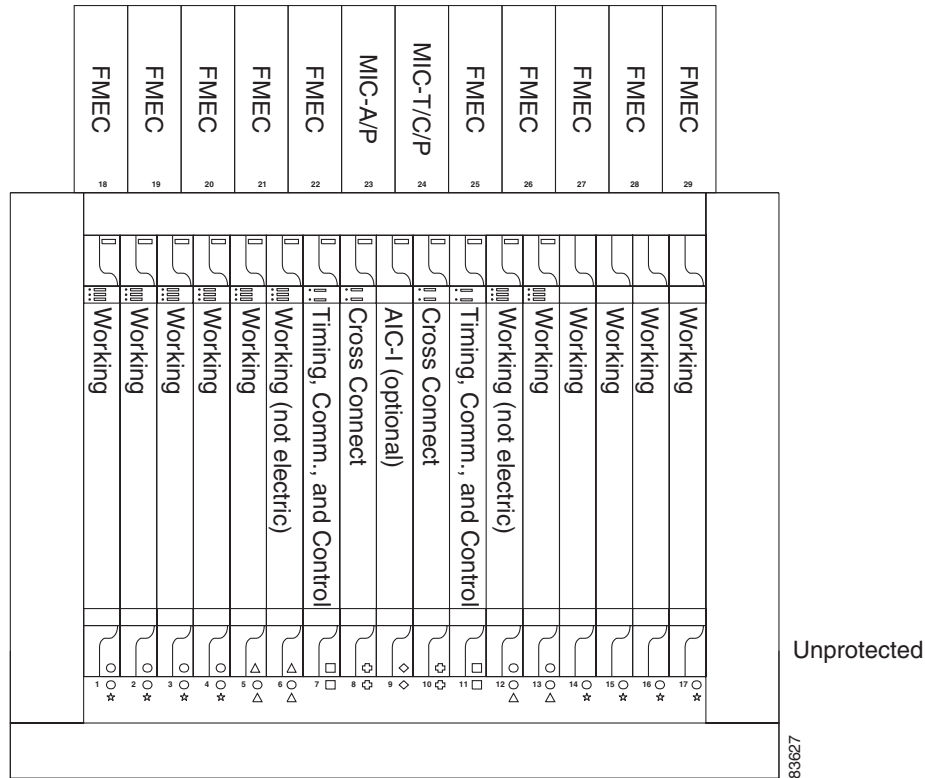 FMEC
FMEC
FMEC
FMEC
FMEC
MIC-A/P
MIC-T/C/P
FMEC
FMEC
FMEC
FMEC
FMEC
18
19
20
21
22
23
24
25
26
27
28
29
Working
Working
Working
Working
Working
Working (not electric)
Timing, Comm., and Control
Cross Connect
AIC-I (optional)
Cross Connect
Timing, Comm., and Control
Working (not electric)
Working
Working
Working
Working
Working
Unprotected
1
2
3
4
5
6
7
8
9
10
11
12
13
14
15
16
17
83627